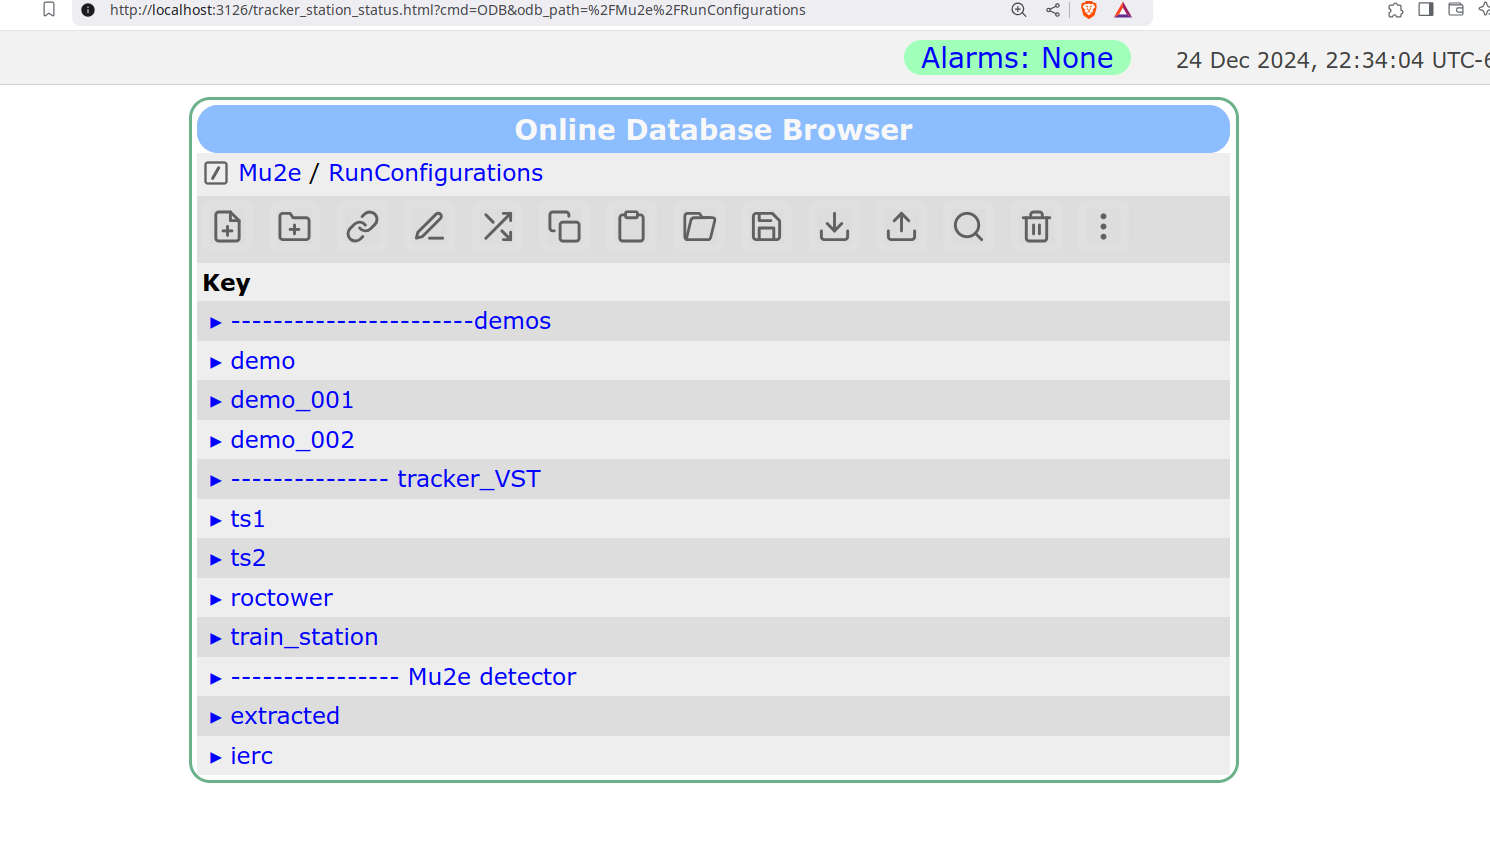 http://localhost:3126/tracker_station_status.html?cmd=ODB&odb_path=%2FMu2e%2FRunConfigurations
Alarms: None 24 Dec 2024, 22:34:04 UTC-6
Online Database Browser
Mu2e / RunConfigurations
Key
-----------------------demos
demo
demo_001
demo_002
--------------- tracker_VST
ts1
ts2
roctower
train_station
---------------- Mu2e detector
extracted
ierc